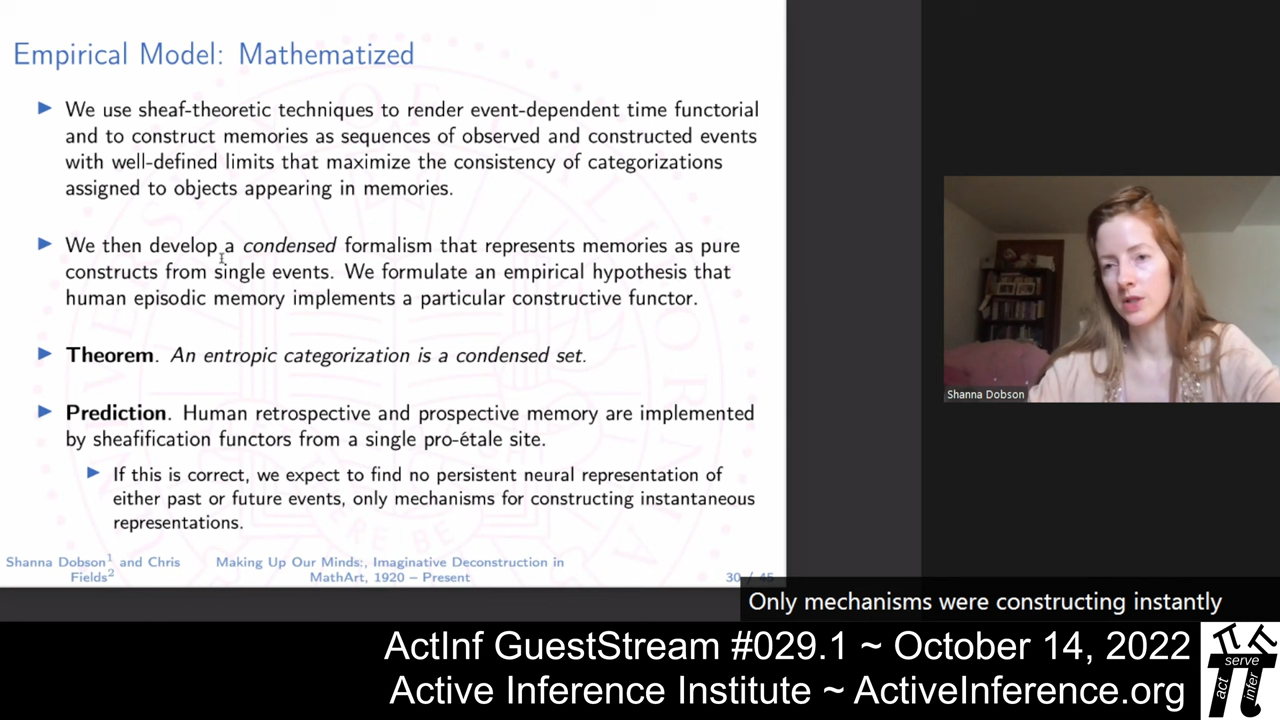 Empirical Model: Mathematized
We use sheaf-theoretic techniques to render event-dependent time functorial
and to construct memories as sequences of observed and constructed events
with well-defined limits that maximize the consistency of categorizations
assigned to objects appearing in memories.
We then develop a condensed formalism that represents memories as pure
constructs from single events. We formulate an empirical hypothesis that
human episodic memory implements a particular constructive functor.
Theorem. An entropic categorization is a condensed set.
Prediction. Human retrospective and prospective memory are implemented
by sheafification functors from a single pro-étale site.
If this is correct, we expect to find no persistent neural representation of
either past or future events, only mechanisms for constructing instantaneous
representations.
Shanna Dobson¹ and Chris
Fields²
Making Up Our Minds:, Imaginative Deconstruction in
MathArt, 1920 – Present
30 / 45
Shanna Dobson
Only mechanisms were constructing instantly
ActInf GuestStream #029.1 ~ October 14, 2022
Active Inference Institute ~ ActiveInference.org
serve
act
infer